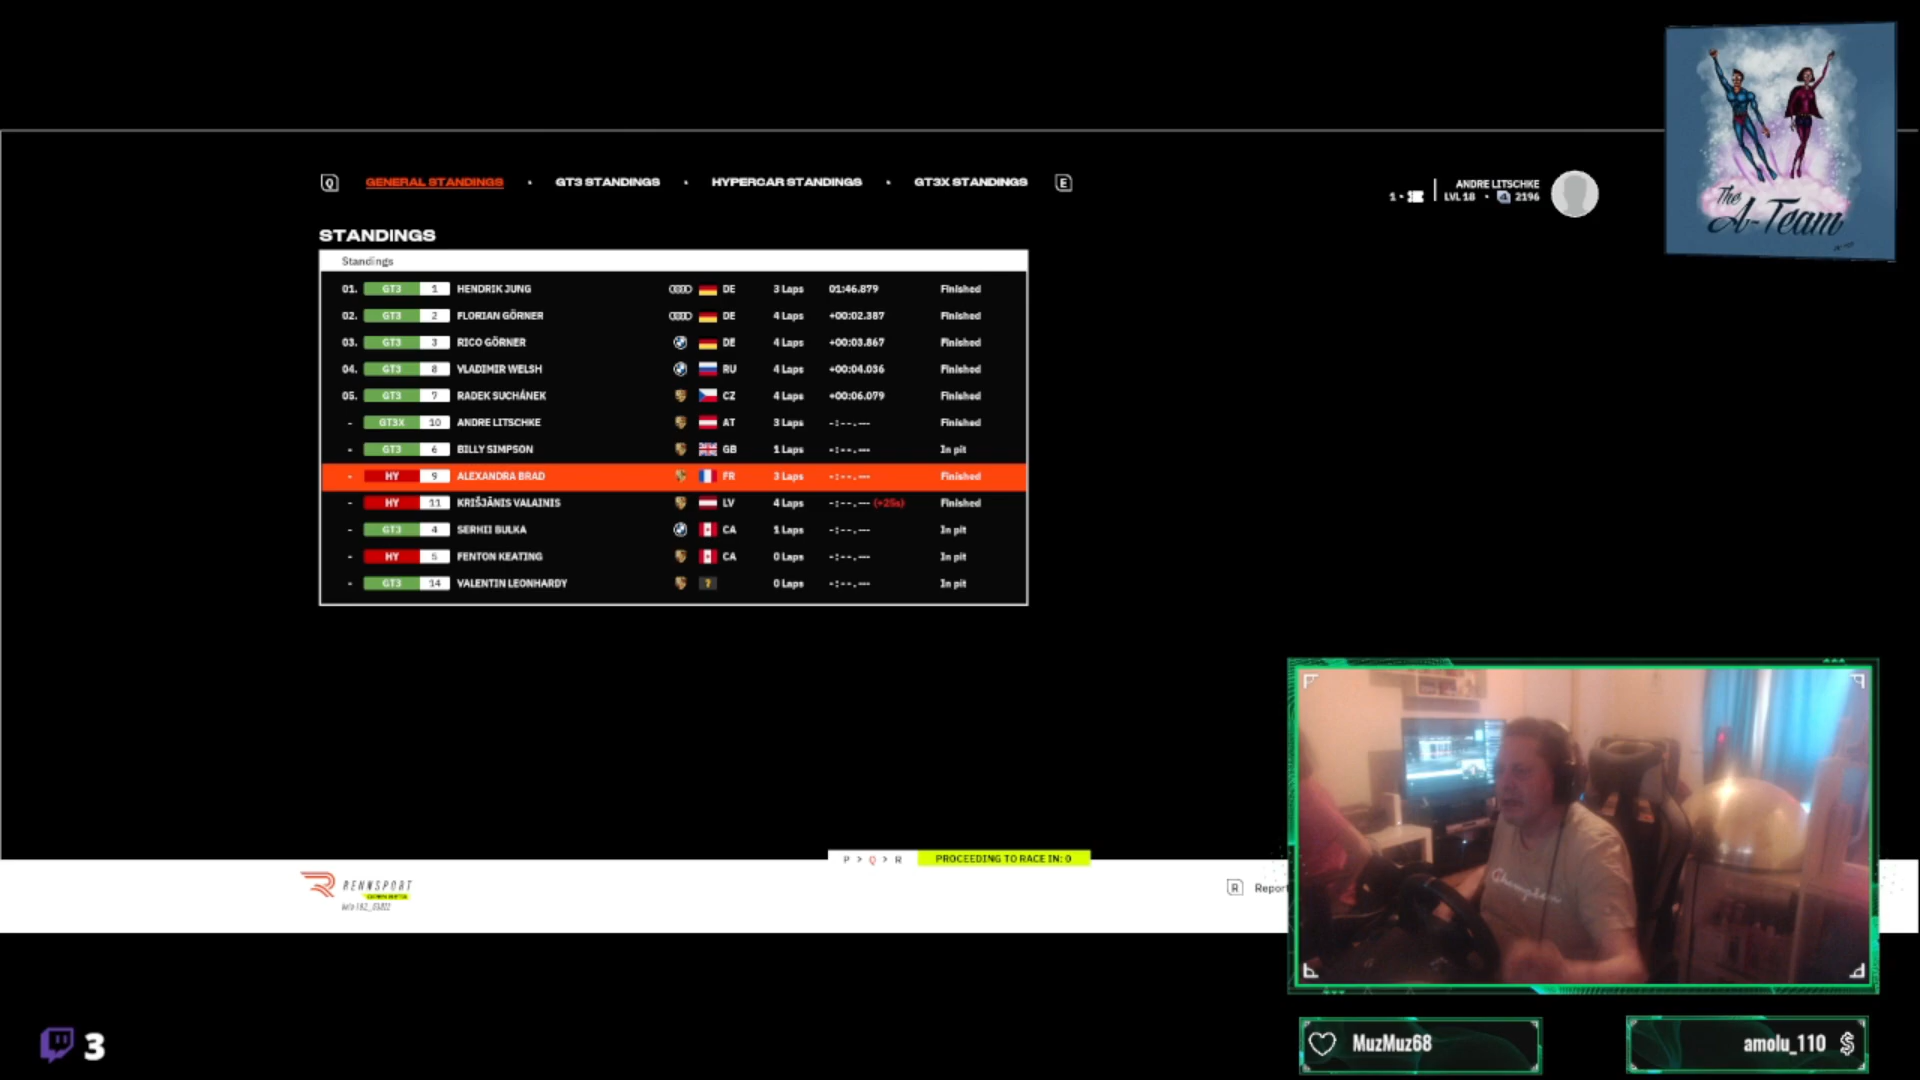 The
A-Team
Q GENERAL STANDINGS · GT3 STANDINGS · HYPERCAR STANDINGS · GT3X STANDINGS E
ANDRE LITSCHKE
1 · LVL 18 · 2196
STANDINGS
Standings
01. GT3 1 HENDRIK JUNG DE 3 Laps 01:46.879 Finished
02. GT3 2 FLORIAN GÖRNER DE 4 Laps +00:02.387 Finished
03. GT3 3 RICO GÖRNER DE 4 Laps +00:03.867 Finished
04. GT3 8 VLADIMIR WELSH RU 4 Laps +00:04.036 Finished
05. GT3 7 RADEK SUCHÁNEK CZ 4 Laps +00:06.079 Finished
- GT3X 10 ANDRE LITSCHKE AT 3 Laps -:--.--- Finished
- GT3 6 BILLY SIMPSON GB 1 Laps -:--.--- In pit
- HY 9 ALEXANDRA BRAD FR 3 Laps -:--.--- Finished
- HY 11 KRIŠJĀNIS VALAINIS LV 4 Laps -:--.--- (+25s) Finished
- GT3 4 SERHII BULKA CA 1 Laps -:--.--- In pit
- HY 5 FENTON KEATING CA 0 Laps -:--.--- In pit
- GT3 14 VALENTIN LEONHARDY ? 0 Laps -:--.--- In pit
P > Q > R PROCEEDING TO RACE IN: 0
RENNSPORT
R Report
Champion
3
MuzMuz68
amolu_110 $